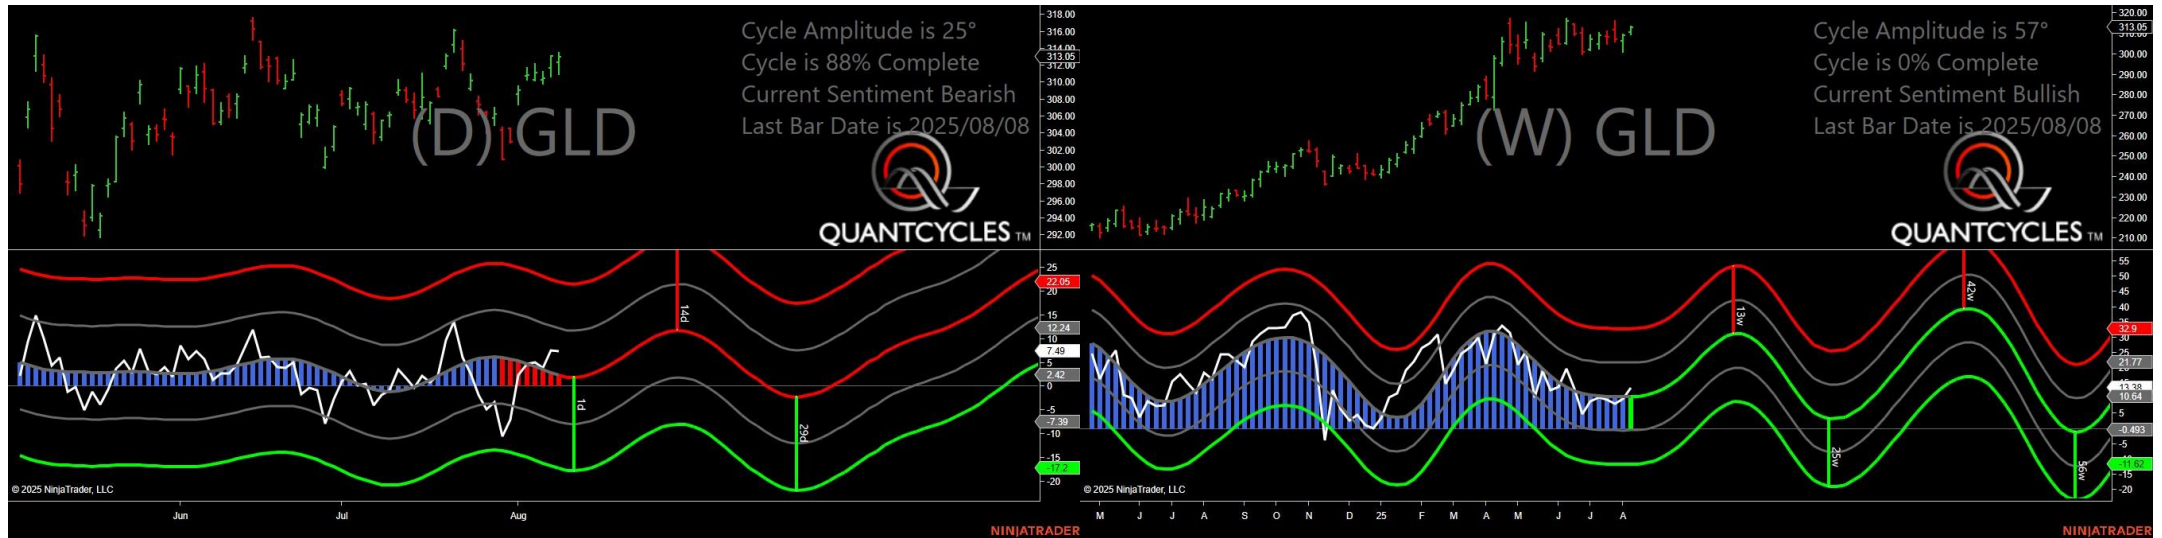 Cycle Amplitude is 25°
Cycle is 88% Complete
Current Sentiment Bearish
Last Bar Date is 2025/08/08
(D) GLD
QUANTCYCLES TM
318.00
316.00
314.00
313.05
312.00
310.00
308.00
306.00
304.00
302.00
300.00
298.00
296.00
294.00
292.00
25
22.05
20
15
12.24
10
7.49
5
2.42
0
-5
-7.39
-10
-15
-17.2
-20
14d
1d
29d
© 2025 NinjaTrader, LLC
Jun Jul Aug
NINJATRADER
Cycle Amplitude is 57°
Cycle is 0% Complete
Current Sentiment Bullish
Last Bar Date is 2025/08/08
(W) GLD
QUANTCYCLES TM
320.00
313.05
300.00
290.00
280.00
270.00
260.00
250.00
240.00
230.00
220.00
210.00
55
50
45
40
32.9
30
25
21.77
13.38
10.64
5
-0.493
-5
-11.62
-15
-20
13w
42w
25w
56w
© 2025 NinjaTrader, LLC
M J J A S O N D 25 F M A M J J A
NINJATRADER